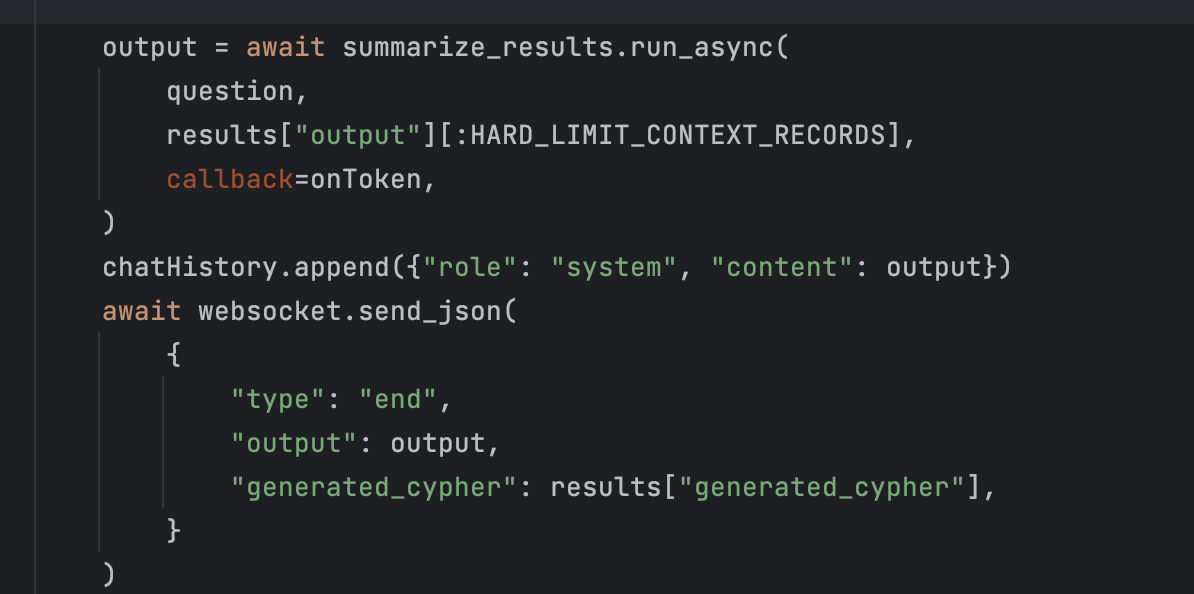 output = await summarize_results.run_async(
question,
results["output"][:HARD_LIMIT_CONTEXT_RECORDS],
callback=onToken,
)
chatHistory.append({"role": "system", "content": output})
await websocket.send_json(
{
"type": "end",
"output": output,
"generated_cypher": results["generated_cypher"],
}
)